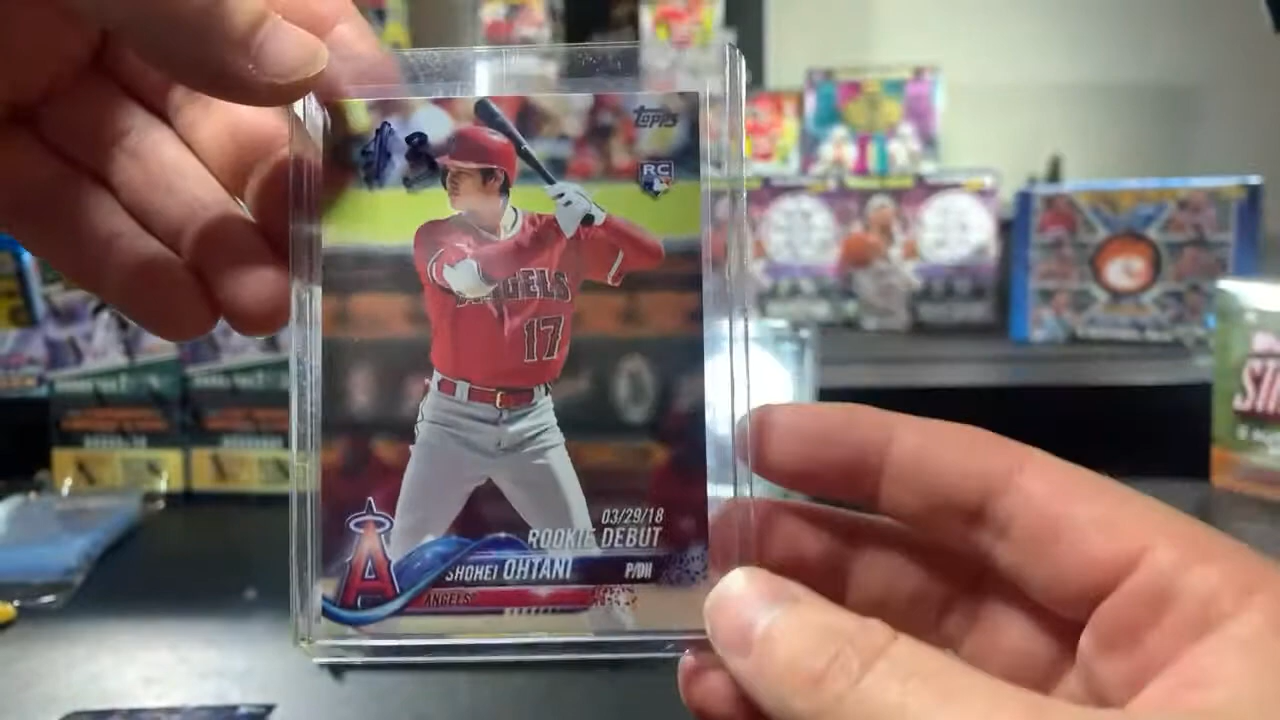 Topps
RC
ANGELS
17
03/29/18
ROOKIE DEBUT
SHOHEI OHTANI P/DH
ANGELS